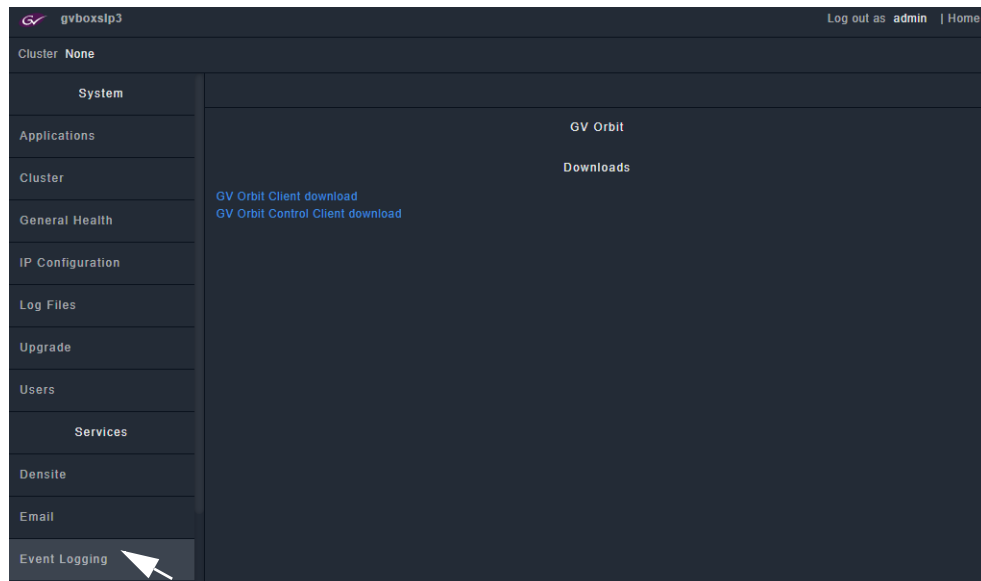 GV gvboxslp3
Log out as admin | Home
Cluster None
System
Applications
Cluster
General Health
IP Configuration
Log Files
Upgrade
Users
Services
Densite
Email
Event Logging
GV Orbit
Downloads
GV Orbit Client download
GV Orbit Control Client download